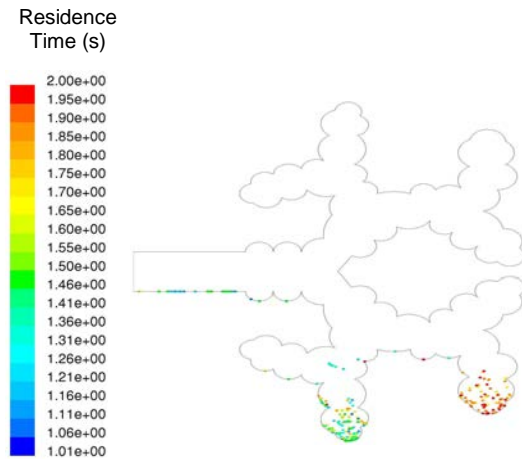 Residence
Time (s)
2.00e+00
1.95e+00
1.90e+00
1.85e+00
1.80e+00
1.75e+00
1.70e+00
1.65e+00
1.60e+00
1.55e+00
1.50e+00
1.46e+00
1.41e+00
1.36e+00
1.31e+00
1.26e+00
1.21e+00
1.16e+00
1.11e+00
1.06e+00
1.01e+00